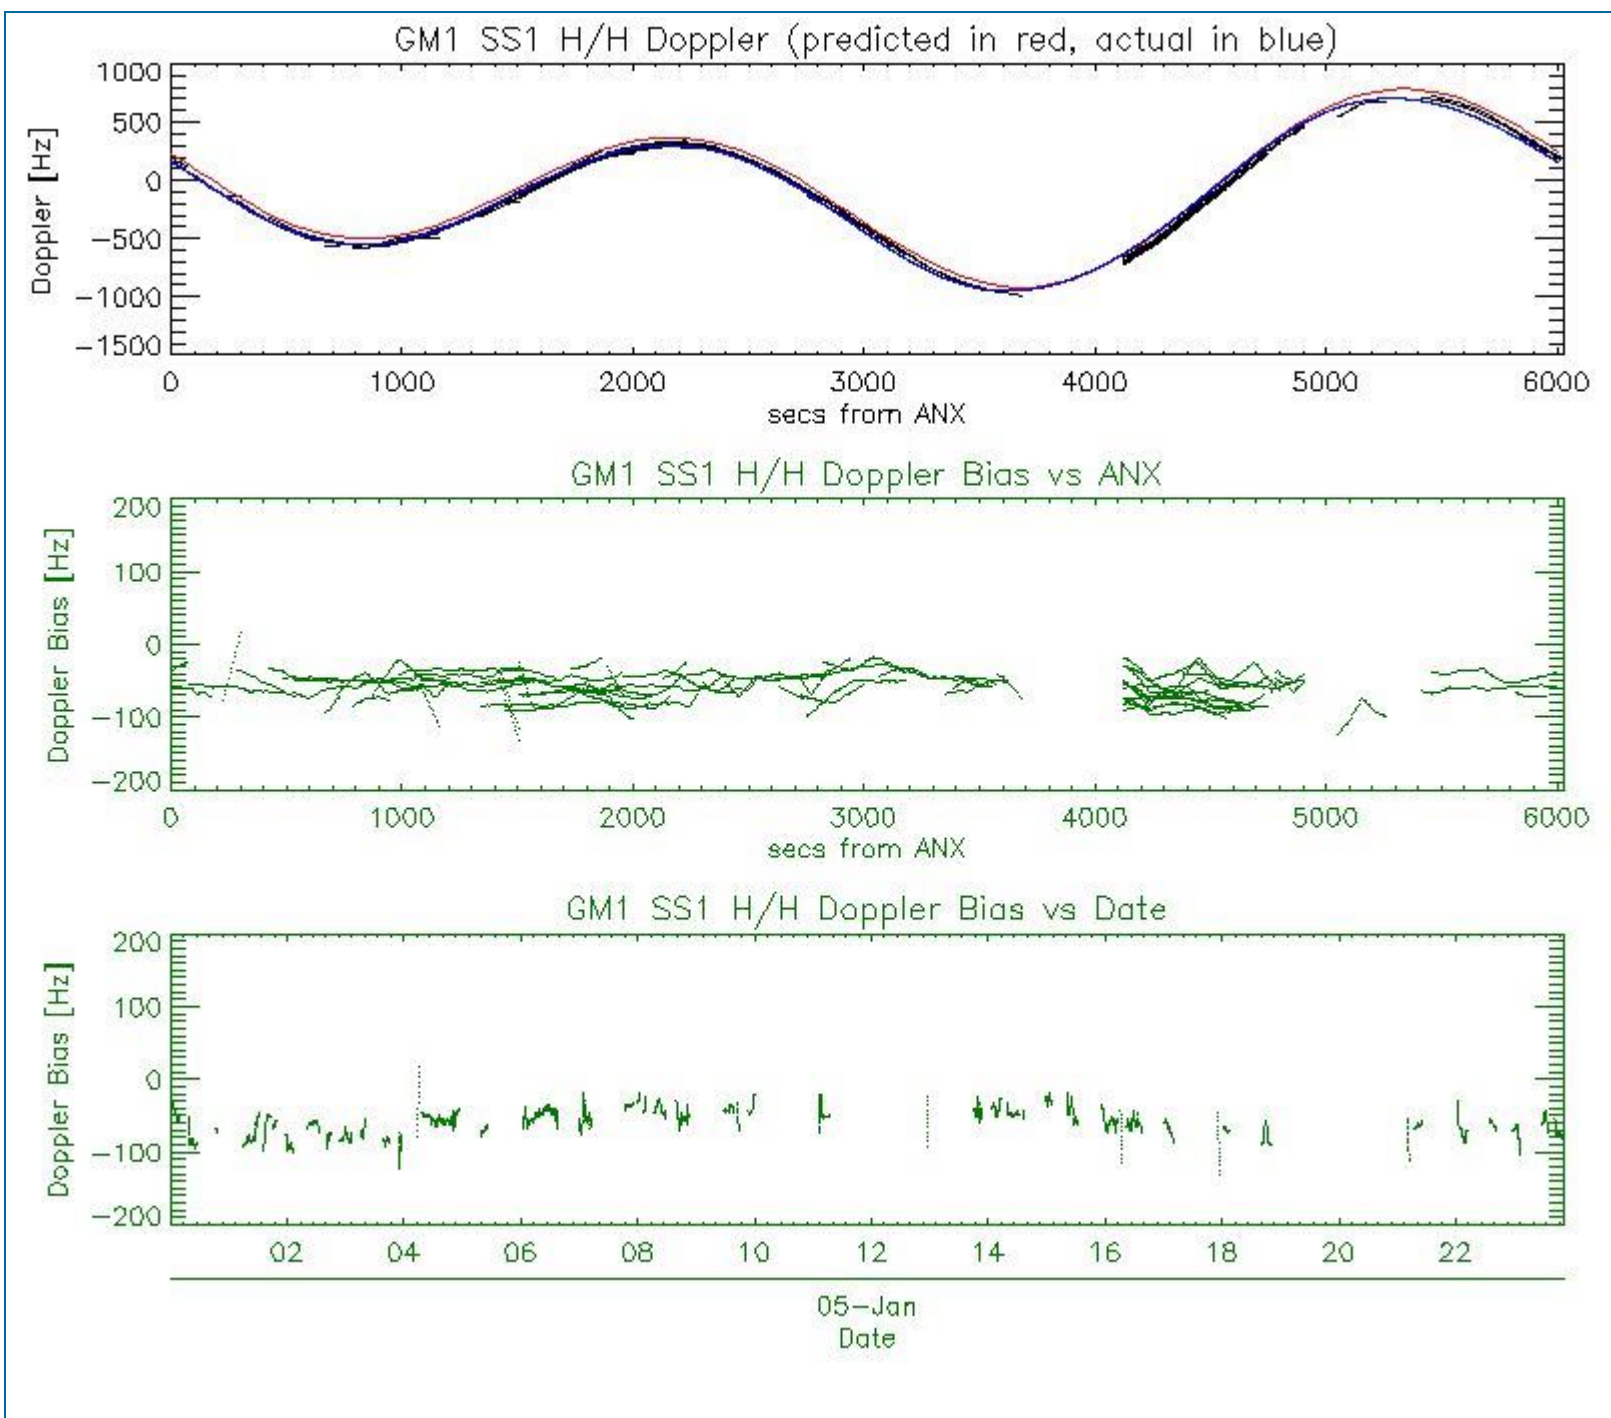 GM1 SS1 H/H Doppler (predicted in red, actual in blue)
1000
500
0
−500
−1000
−1500
Doppler [Hz]
0 1000 2000 3000 4000 5000 6000
secs from ANX
GM1 SS1 H/H Doppler Bias vs ANX
200
100
0
−100
−200
Doppler Bias [Hz]
0 1000 2000 3000 4000 5000 6000
secs from ANX
GM1 SS1 H/H Doppler Bias vs Date
200
100
0
−100
−200
Doppler Bias [Hz]
02 04 06 08 10 12 14 16 18 20 22
05−Jan
Date